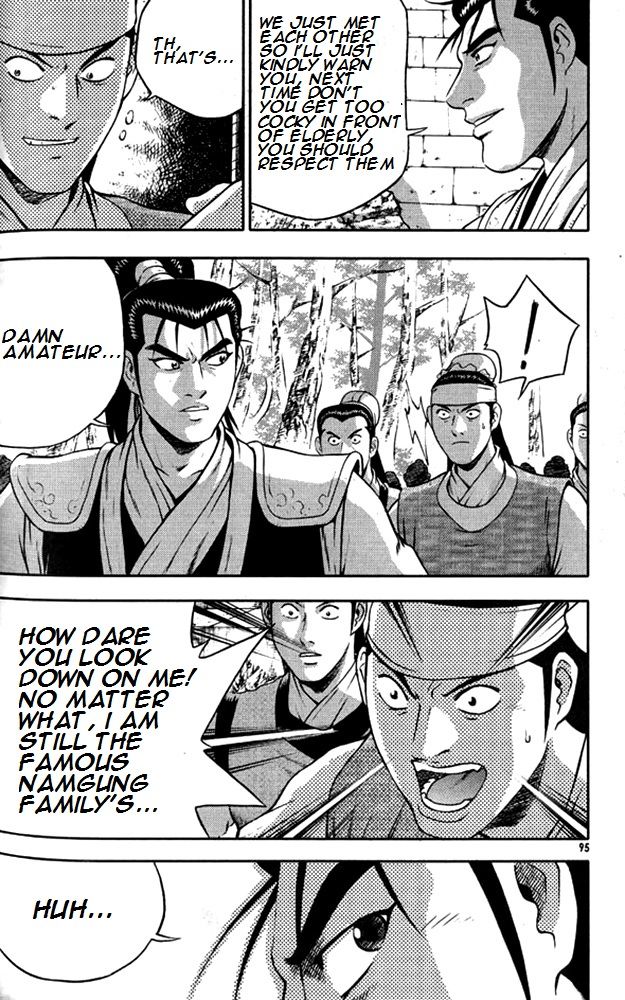 TH,
THAT'S...
WE JUST MET
EACH OTHER
SO I'LL JUST
KINDLY WARN
YOU, NEXT
TIME DON'T
YOU GET TOO
COCKY IN FRONT
OF ELDERLY,
YOU SHOULD
RESPECT THEM
DAMN
AMATEUR...
!
HOW DARE
YOU LOOK
DOWN ON ME!
NO MATTER
WHAT, I AM
STILL THE
FAMOUS
NAMGUNG
FAMILY'S...
95
HUH...